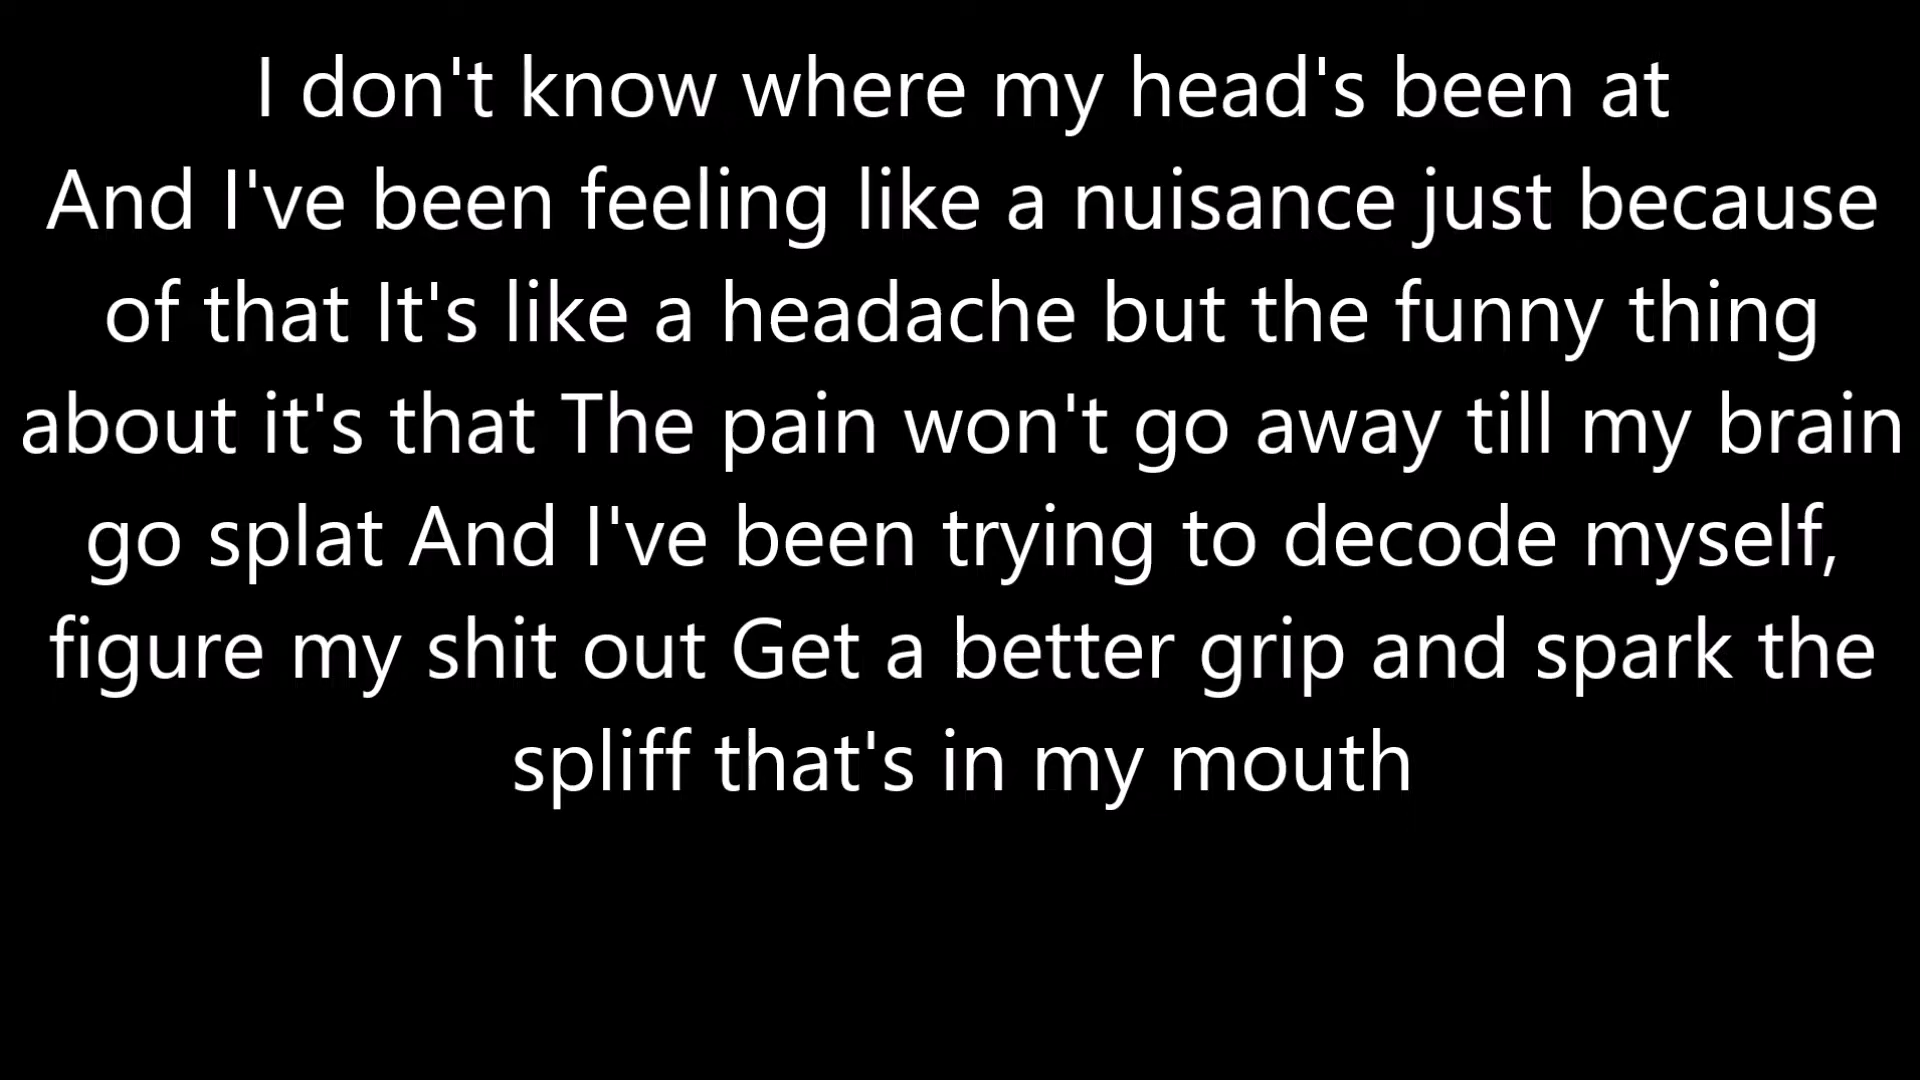 I don't know where my head's been at
And I've been feeling like a nuisance just because
of that It's like a headache but the funny thing
about it's that The pain won't go away till my brain
go splat And I've been trying to decode myself,
figure my shit out Get a better grip and spark the
spliff that's in my mouth